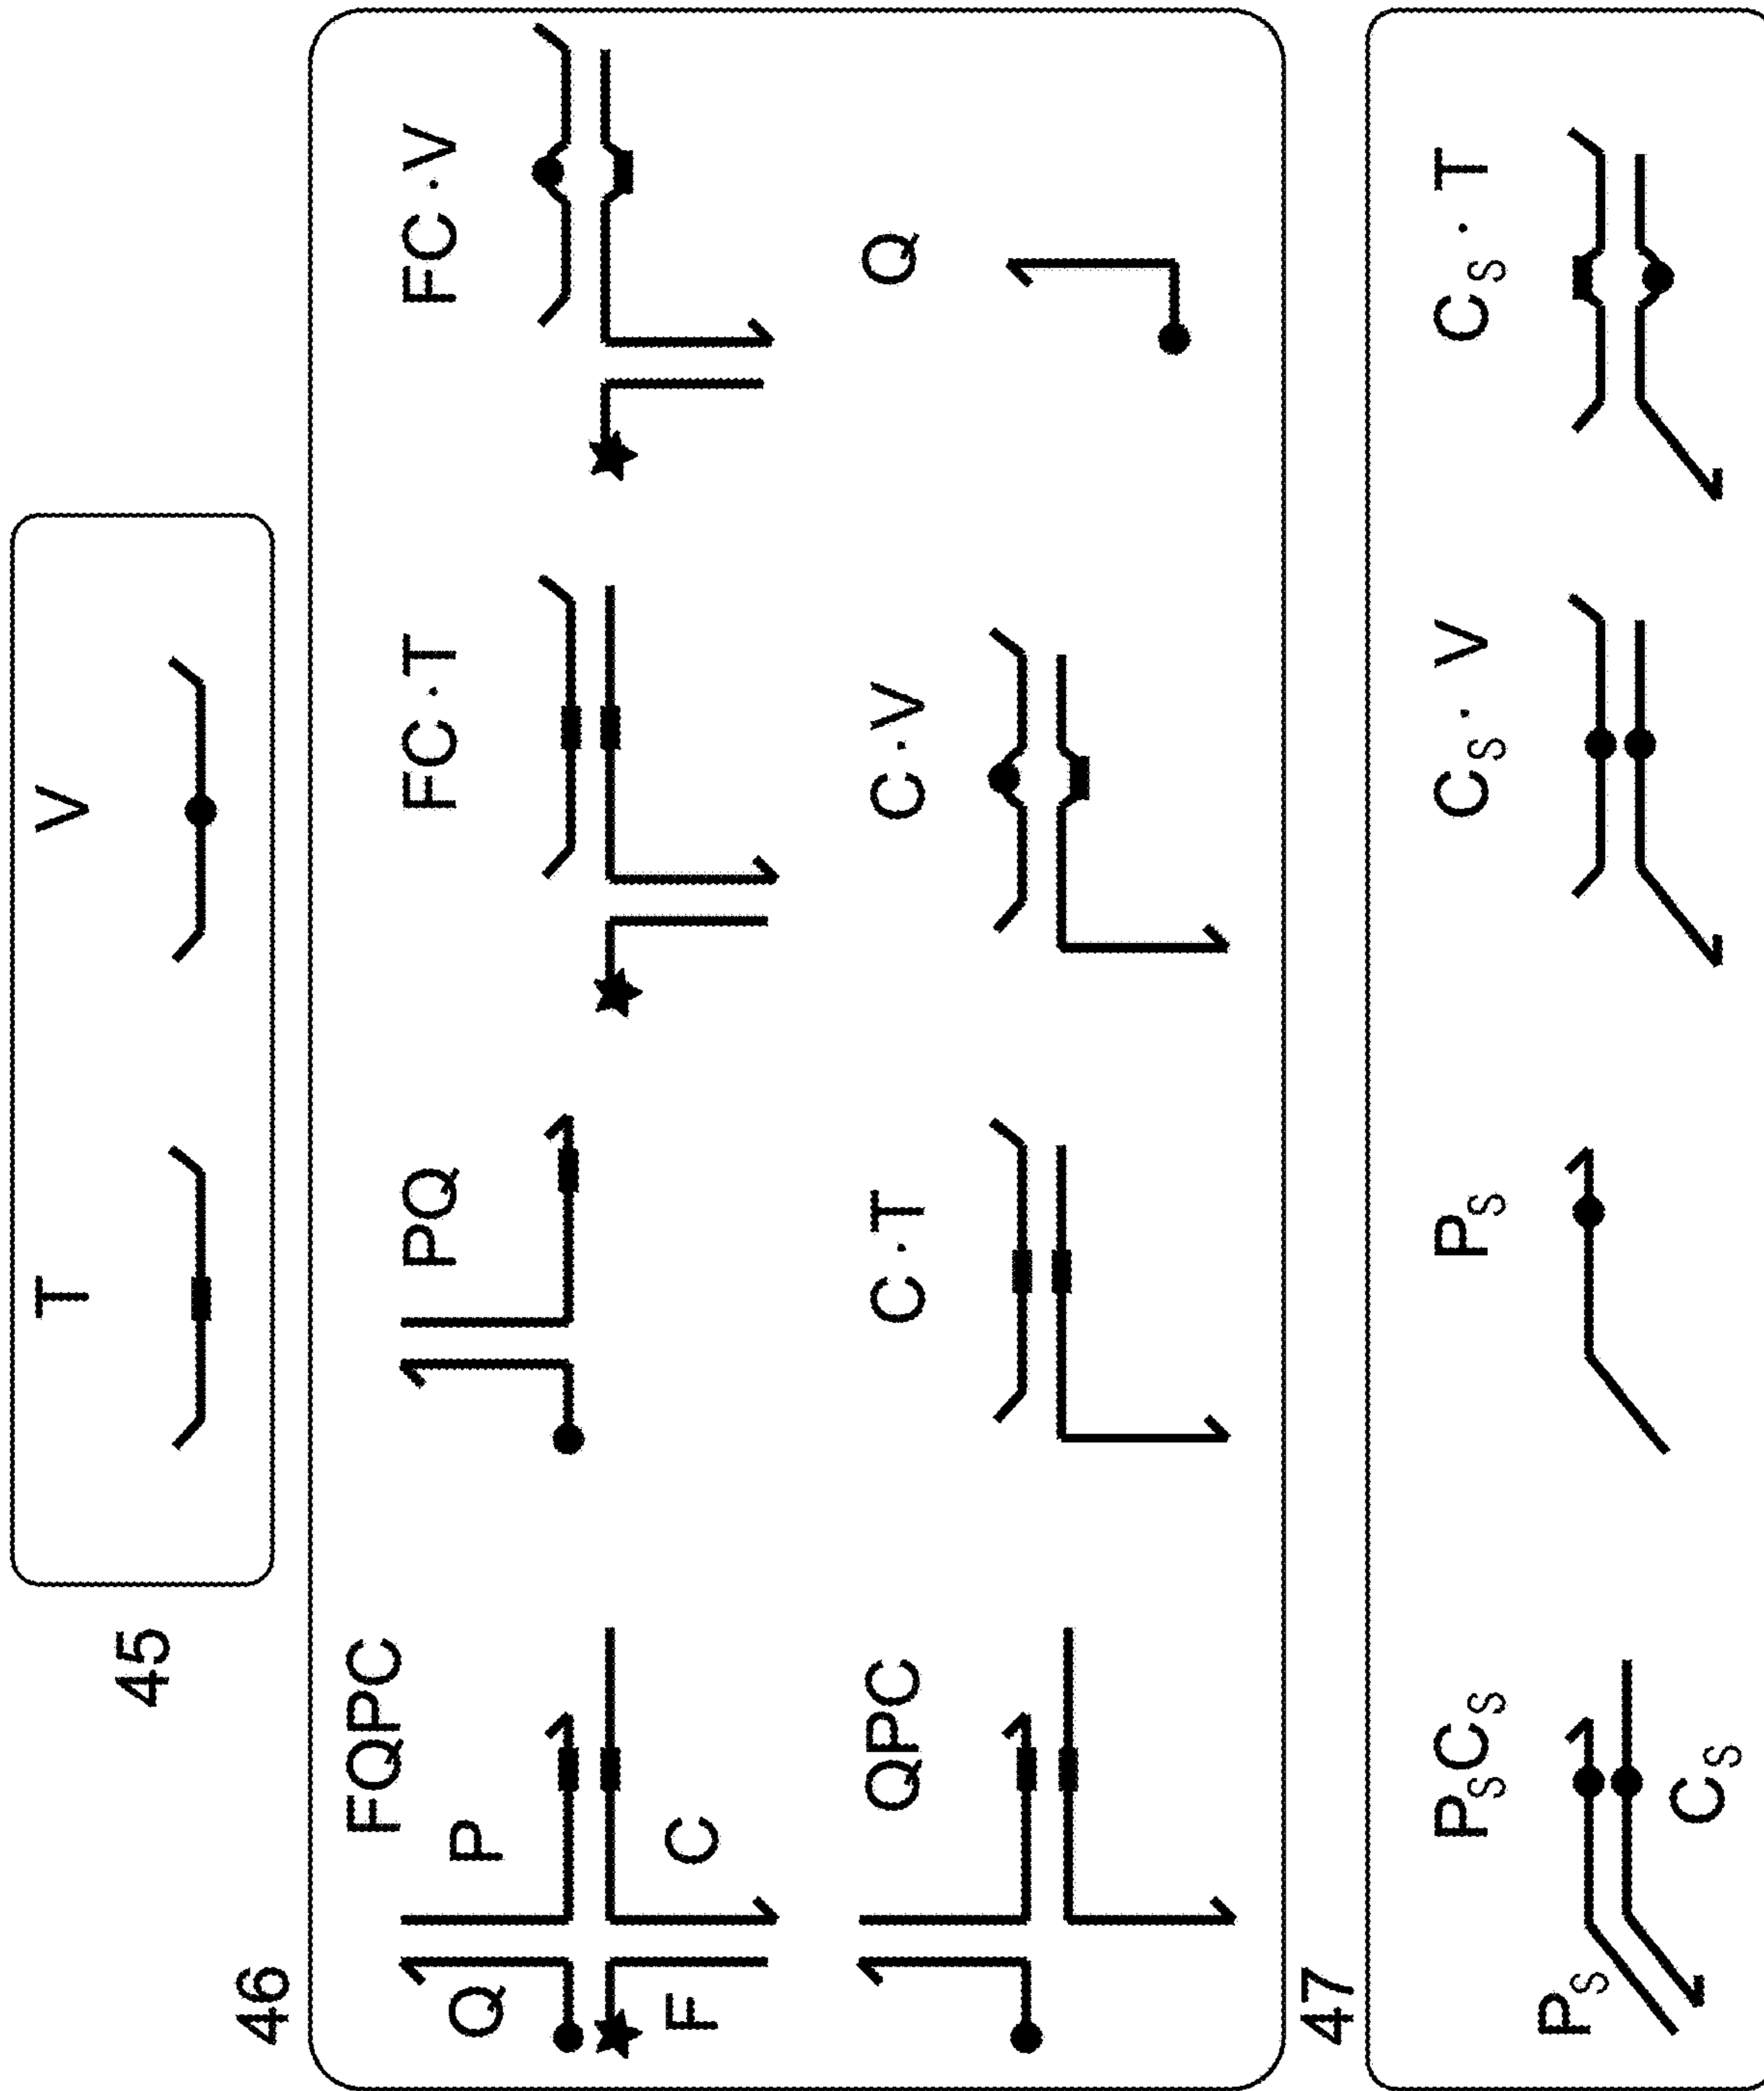 T V
45
46
FQPC PQ FC·T FC·V
Q P
F C
QPC C·T C·V Q
47
PₛCₛ Pₛ Cₛ·V Cₛ·T
Pₛ
Cₛ